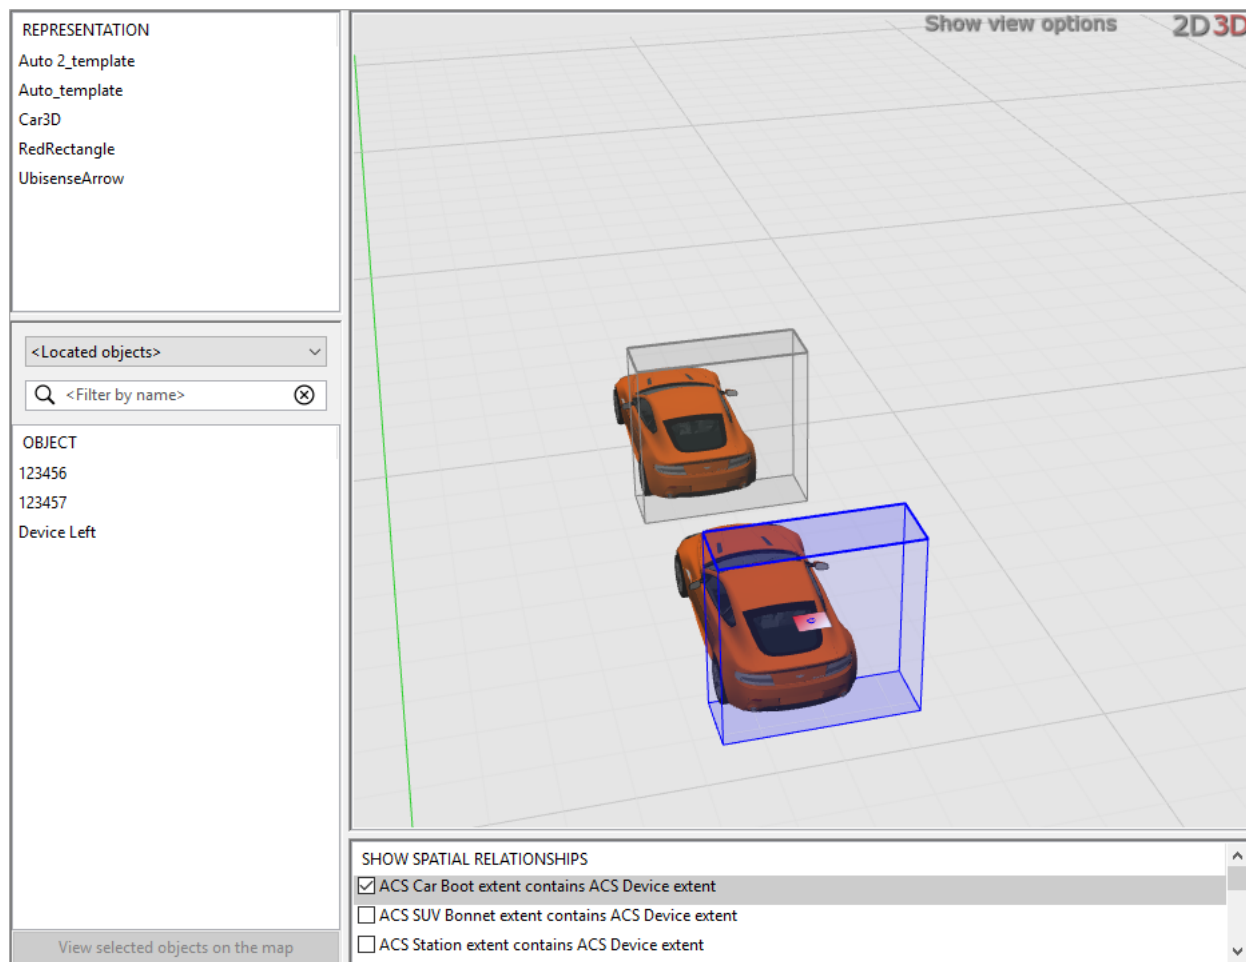 REPRESENTATION
Auto 2_template
Auto_template
Car3D
RedRectangle
UbisenseArrow
<Located objects>
<Filter by name>
OBJECT
123456
123457
Device Left
View selected objects on the map
Show view options 2D 3D
SHOW SPATIAL RELATIONSHIPS
ACS Car Boot extent contains ACS Device extent
ACS SUV Bonnet extent contains ACS Device extent
ACS Station extent contains ACS Device extent